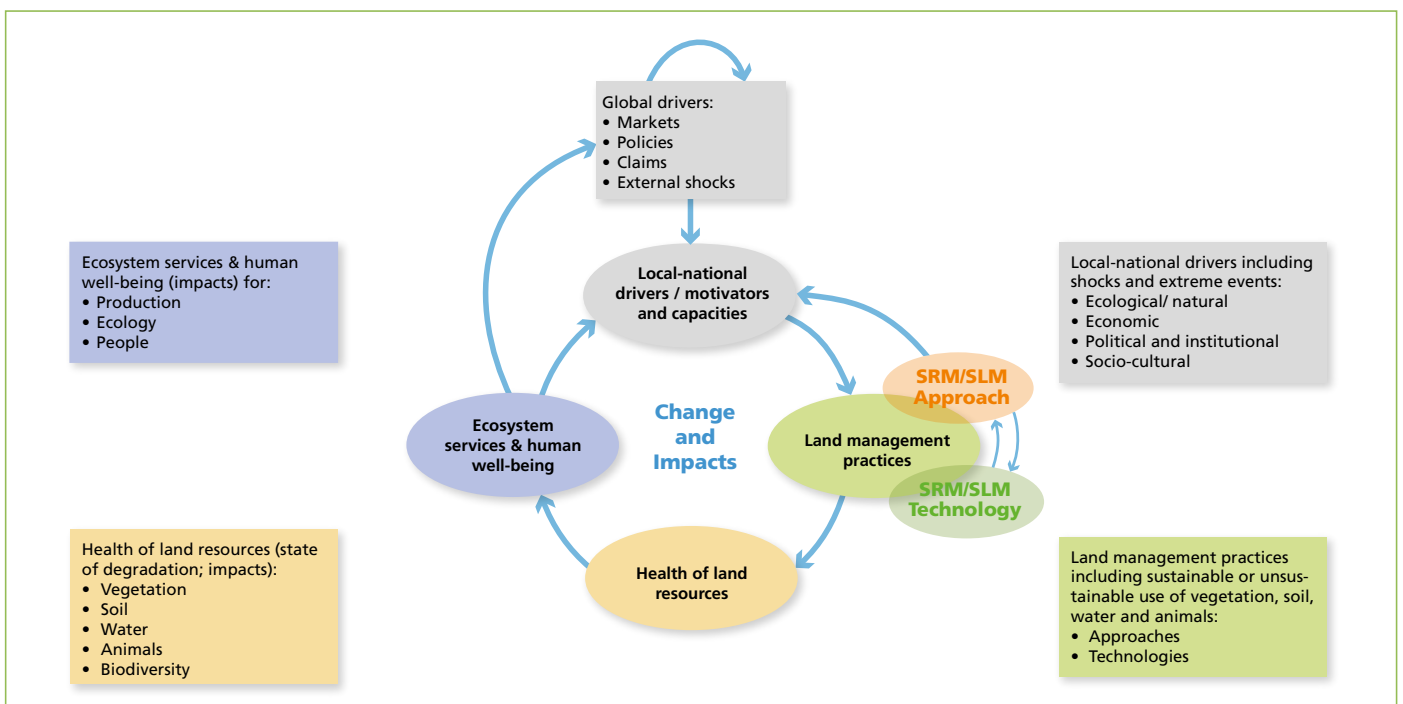 Global drivers:
• Markets
• Policies
• Claims
• External shocks
Ecosystem services & human
well-being (impacts) for:
• Production
• Ecology
• People
Local-national
drivers / motivators
and capacities
Local-national drivers including
shocks and extreme events:
• Ecological/ natural
• Economic
• Political and institutional
• Socio-cultural
SRM/SLM
Approach
Ecosystem
services & human
well-being
Change
and
Impacts
Land management
practices
SRM/SLM
Technology
Health of land resources (state
of degradation; impacts):
• Vegetation
• Soil
• Water
• Animals
• Biodiversity
Health of land
resources
Land management practices
including sustainable or unsus-
tainable use of vegetation, soil,
water and animals:
• Approaches
• Technologies